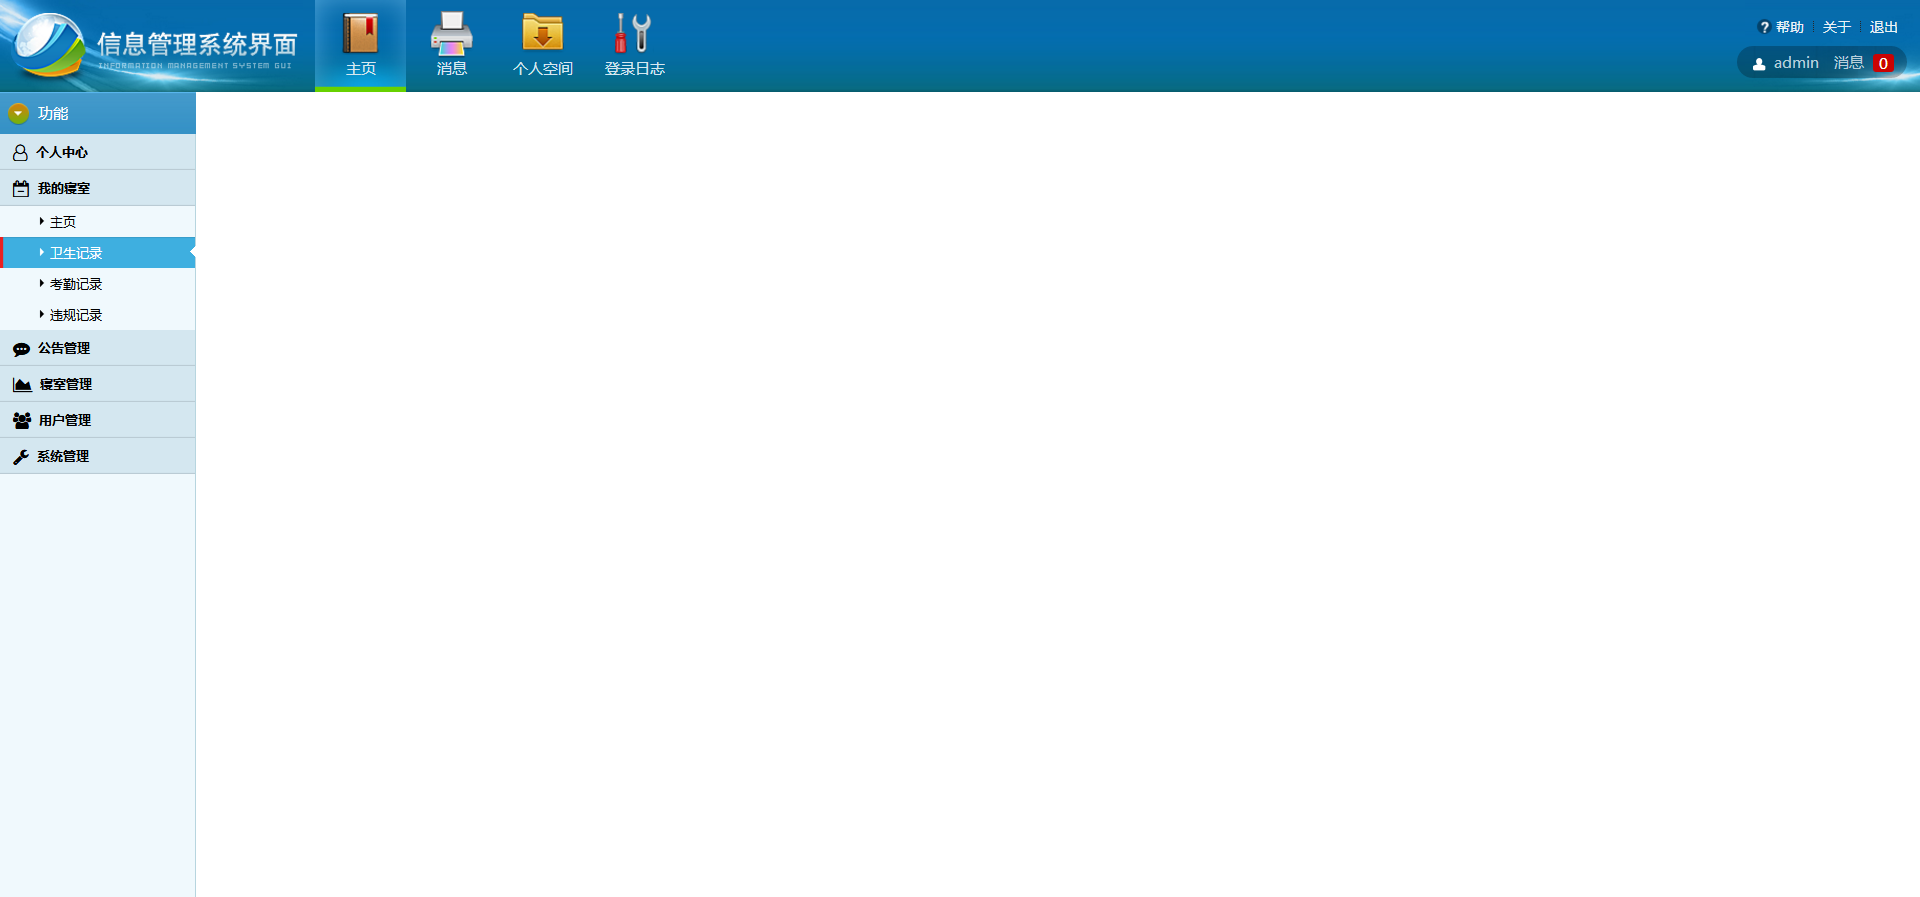 信息管理系统界面
INFORMATION MANAGEMENT SYSTEM GUI
主页
消息
个人空间
登录日志
帮助
关于
退出
admin 消息 0
功能
个人中心
我的寝室
主页
卫生记录
考勤记录
违规记录
公告管理
寝室管理
用户管理
系统管理